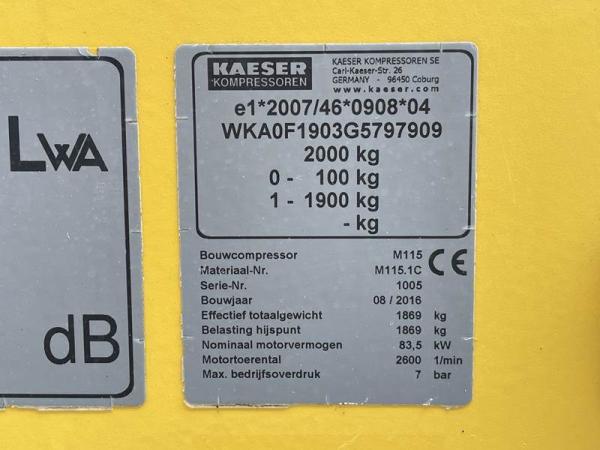 LWA
dB
KAESER
KOMPRESSOREN
KAESER KOMPRESSOREN SE
Carl-Kaeser-Str. 26
GERMANY - 96450 Coburg
www.kaeser.com
e1*2007/46*0908*04
WKA0F1903G5797909
2000 kg
0 - 100 kg
1 - 1900 kg
- kg
Bouwcompressor M115
Materiaal-Nr. M115.1C
CE
Serie-Nr. 1005
Bouwjaar 08 / 2016
Effectief totaalgewicht 1869 kg
Belasting hijspunt 1869 kg
Nominaal motorvermogen 83,5 kW
Motortoerental 2600 1/min
Max. bedrijfsoverdruk 7 bar